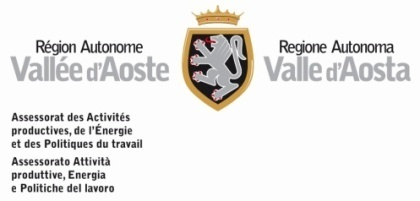 Région Autonome
Vallée d'Aoste
Regione Autonoma
Valle d'Aosta
Assessorat des Activités
productives, de l'Énergie
et des Politiques du travail
Assessorato Attività
produttive, Energia
e Politiche del lavoro